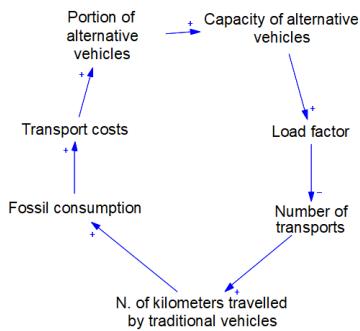 Portion of
alternative
vehicles
+
Capacity of alternative
vehicles
+
+
Transport costs
Load factor
+
−
Fossil consumption
Number of
transports
+
+
N. of kilometers travelled
by traditional vehicles